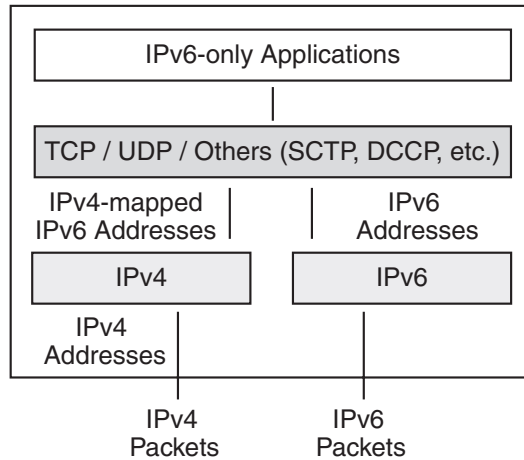 IPv6-only Applications
TCP / UDP / Others (SCTP, DCCP, etc.)
IPv4-mapped
IPv6 Addresses
IPv6
Addresses
IPv4
IPv6
IPv4
Addresses
IPv4
Packets
IPv6
Packets